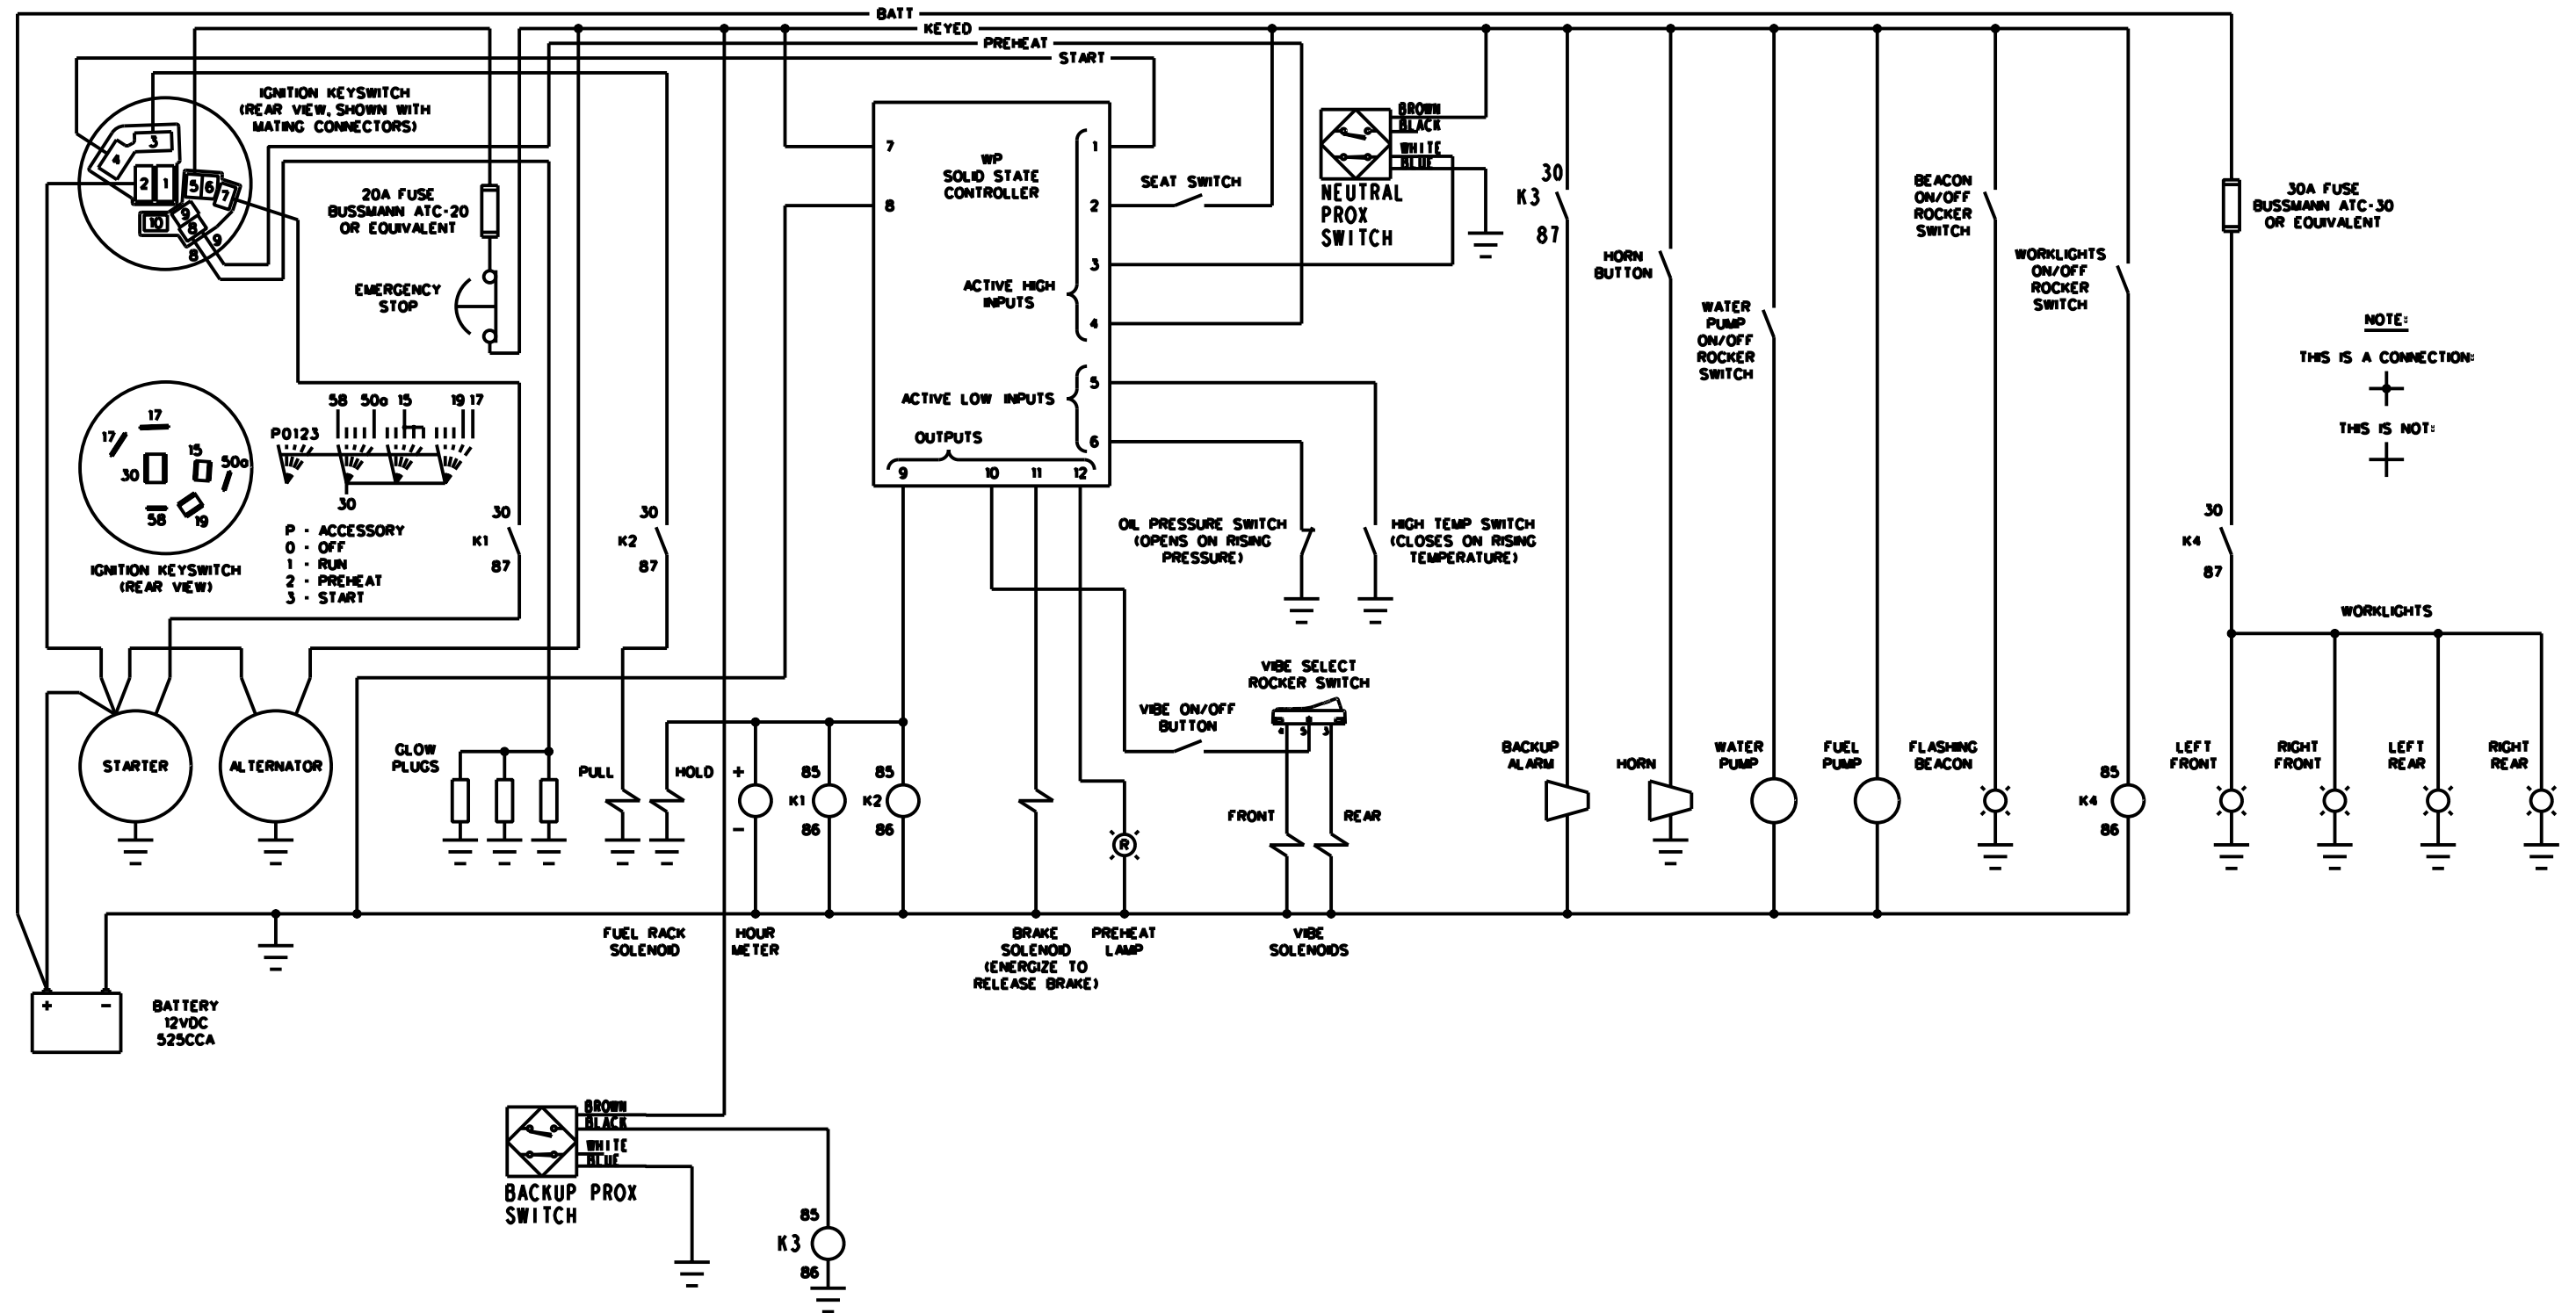 BATT
KEYED
PREHEAT
START
IGNITION KEYSWITCH
(REAR VIEW, SHOWN WITH
MATING CONNECTORS)
3
4
2
1
5
6
7
9
8
10
9
8
20A FUSE
BUSSMANN ATC-20
OR EQUIVALENT
EMERGENCY
STOP
17
17
15
50a
30
58
19
IGNITION KEYSWITCH
(REAR VIEW)
58 50a 15 19 17
P0123
30
P - ACCESSORY
0 - OFF
1 - RUN
2 - PREHEAT
3 - START
30
K1
87
30
K2
87
7
8
WP
SOLID STATE
CONTROLLER
ACTIVE HIGH
INPUTS
ACTIVE LOW INPUTS
OUTPUTS
1
2
3
4
5
6
9 10 11 12
SEAT SWITCH
BROWN
BLACK
WHITE
BLUE
NEUTRAL
PROX
SWITCH
30
K3
87
HORN
BUTTON
WATER
PUMP
ON/OFF
ROCKER
SWITCH
BEACON
ON/OFF
ROCKER
SWITCH
WORKLIGHTS
ON/OFF
ROCKER
SWITCH
30A FUSE
BUSSMANN ATC-30
OR EQUIVALENT
NOTE:
THIS IS A CONNECTION:
THIS IS NOT:
OIL PRESSURE SWITCH
(OPENS ON RISING
PRESSURE)
HIGH TEMP SWITCH
(CLOSES ON RISING
TEMPERATURE)
30
K4
87
WORKLIGHTS
VIBE SELECT
ROCKER SWITCH
VIBE ON/OFF
BUTTON
STARTER
ALTERNATOR
GLOW
PLUGS
PULL
HOLD
+
-
85
K1
86
85
K2
86
R
FRONT
REAR
BACKUP
ALARM
HORN
WATER
PUMP
FUEL
PUMP
FLASHING
BEACON
85
K4
86
LEFT
FRONT
RIGHT
FRONT
LEFT
REAR
RIGHT
REAR
FUEL RACK
SOLENOID
HOUR
METER
BRAKE
SOLENOID
(ENERGIZE TO
RELEASE BRAKE)
PREHEAT
LAMP
VIBE
SOLENOIDS
+ -
BATTERY
12VDC
525CCA
BROWN
BLACK
WHITE
BLUE
BACKUP PROX
SWITCH
85
K3
86